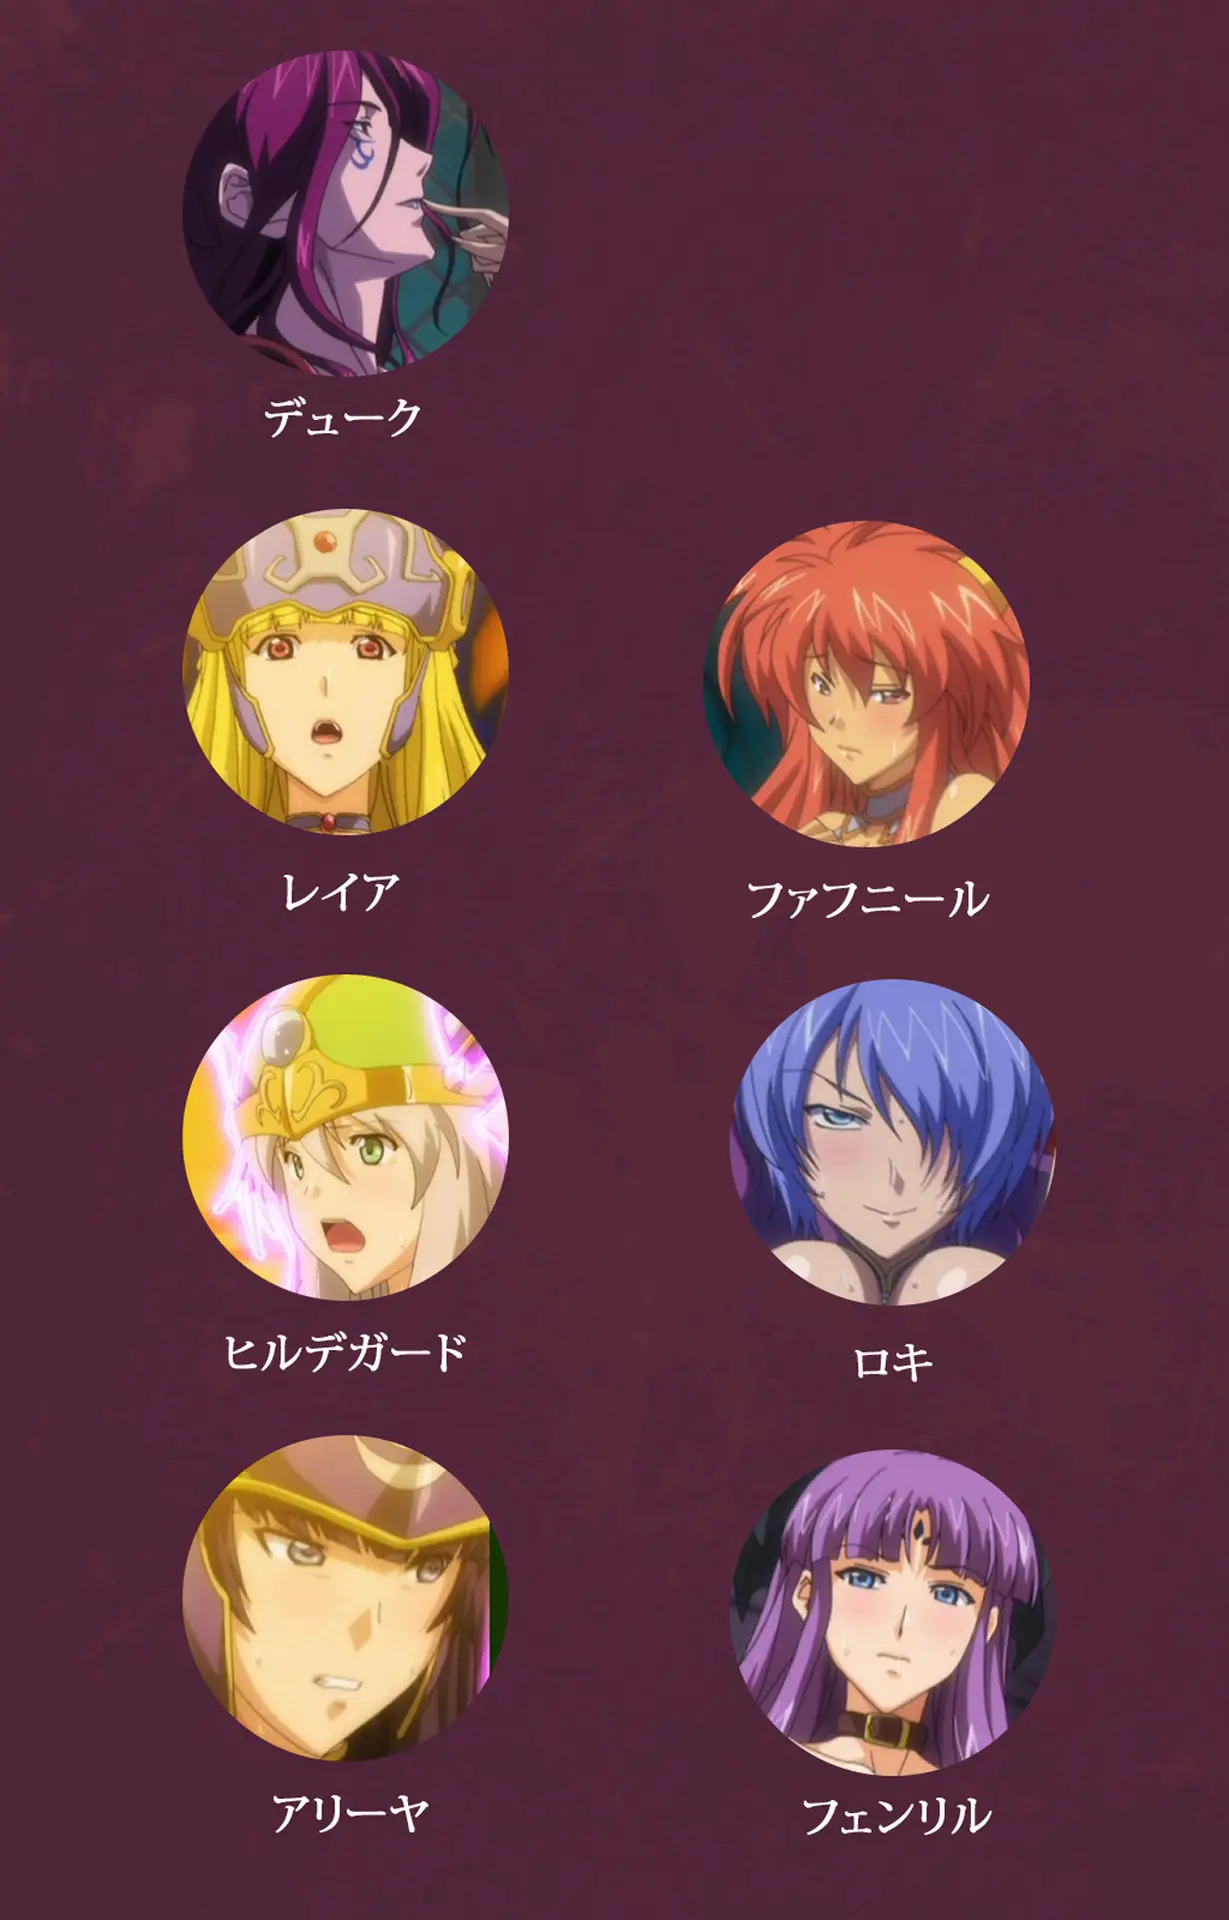 デューク
レイア
ファフニール
ヒルデガード
ロキ
アリーヤ
フェンリル